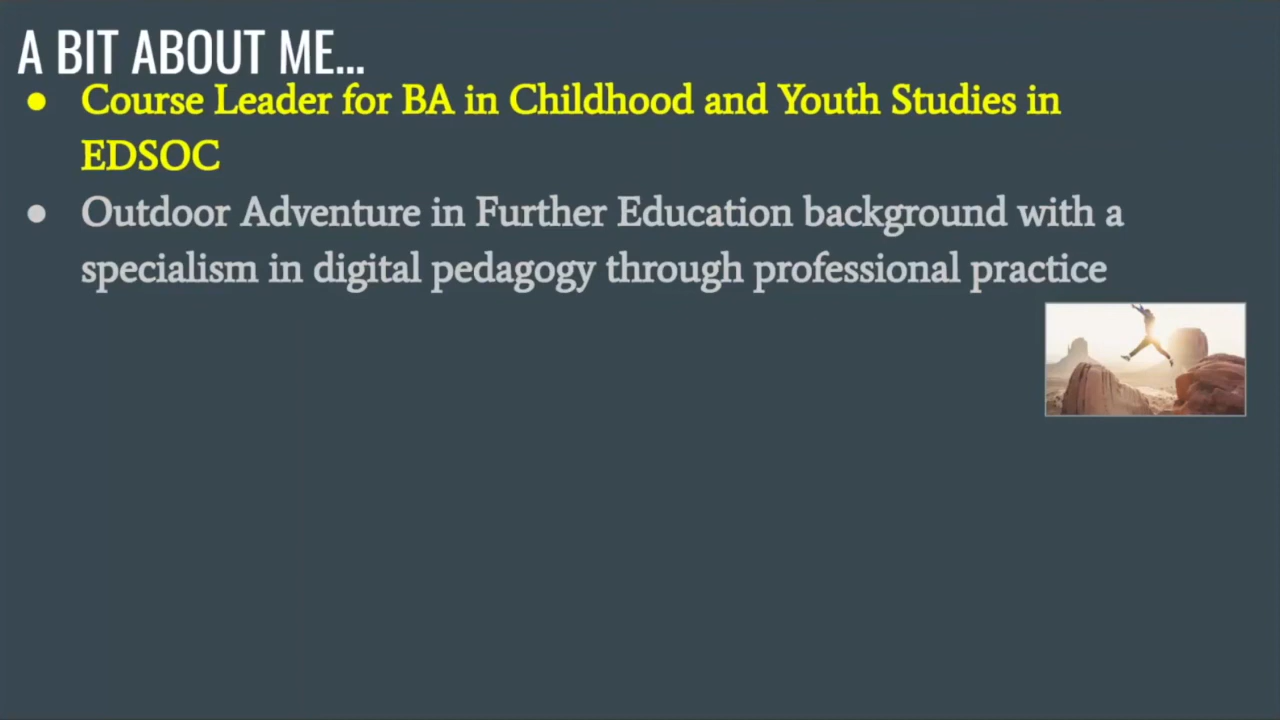 A BIT ABOUT ME...
● Course Leader for BA in Childhood and Youth Studies in
EDSOC
● Outdoor Adventure in Further Education background with a
specialism in digital pedagogy through professional practice